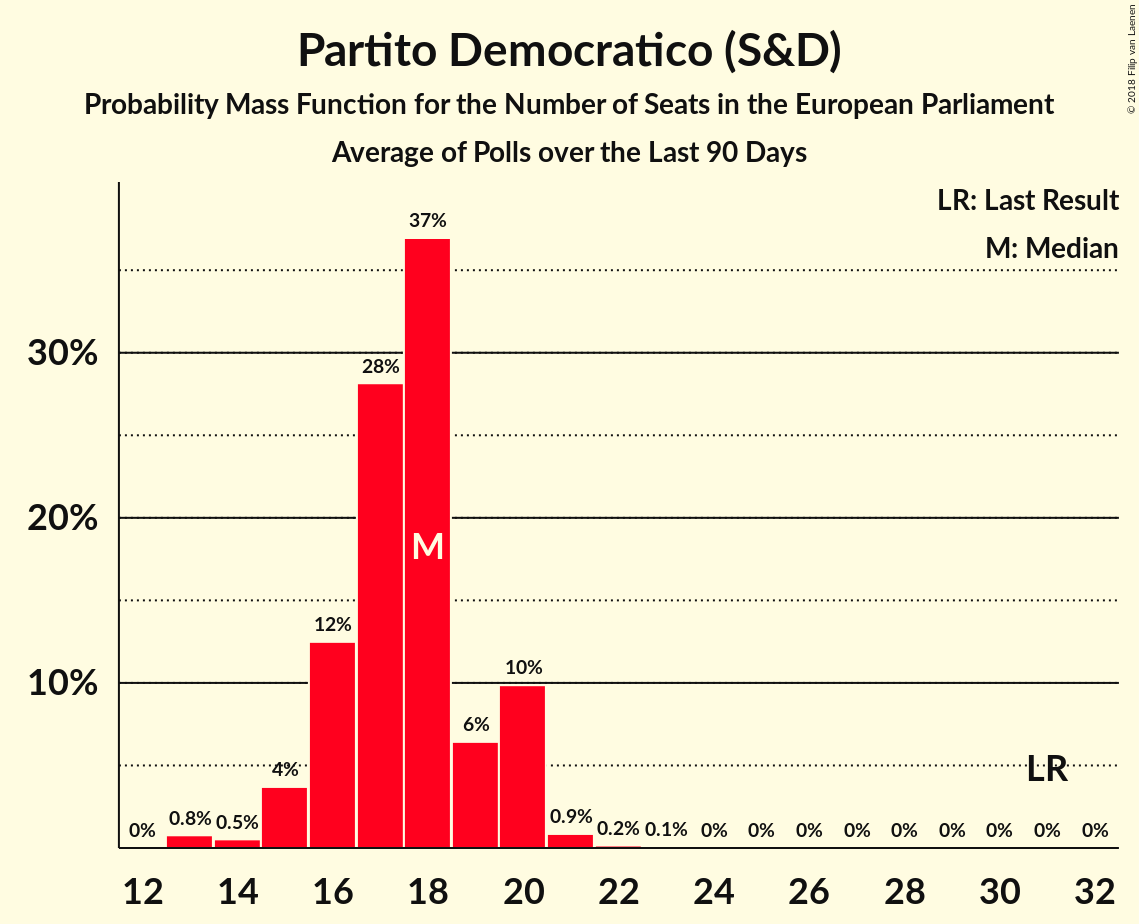 Partito Democratico (S&D)
Probability Mass Function for the Number of Seats in the European Parliament
Average of Polls over the Last 90 Days
© 2018 Filip van Laenen
LR: Last Result
M: Median
37%
30%
28%
20%
M
12%
10%
10%
6%
4%
LR
0% 0.8% 0.5% 0.9% 0.2% 0.1% 0% 0% 0% 0% 0% 0% 0% 0% 0%
12 14 16 18 20 22 24 26 28 30 32